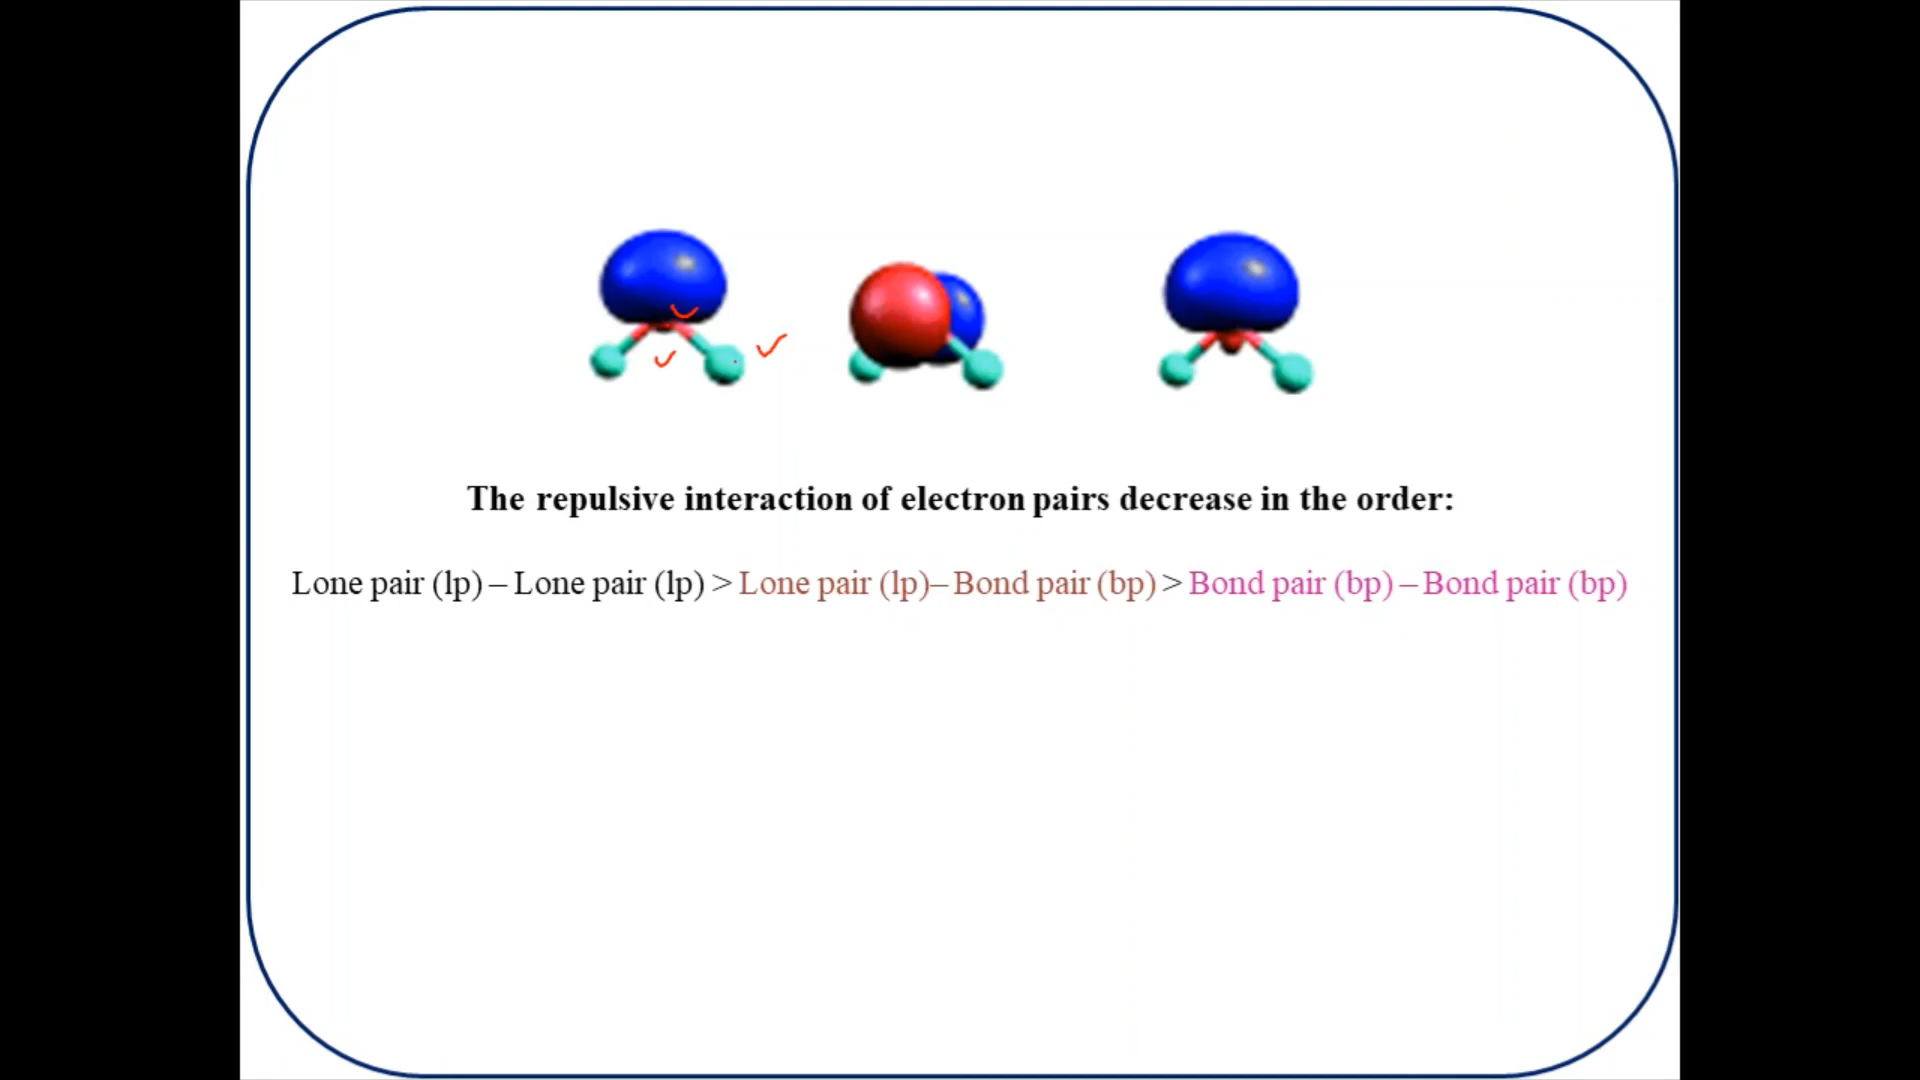 The repulsive interaction of electron pairs decrease in the order:
Lone pair (lp) – Lone pair (lp) > Lone pair (lp)– Bond pair (bp) > Bond pair (bp) – Bond pair (bp)